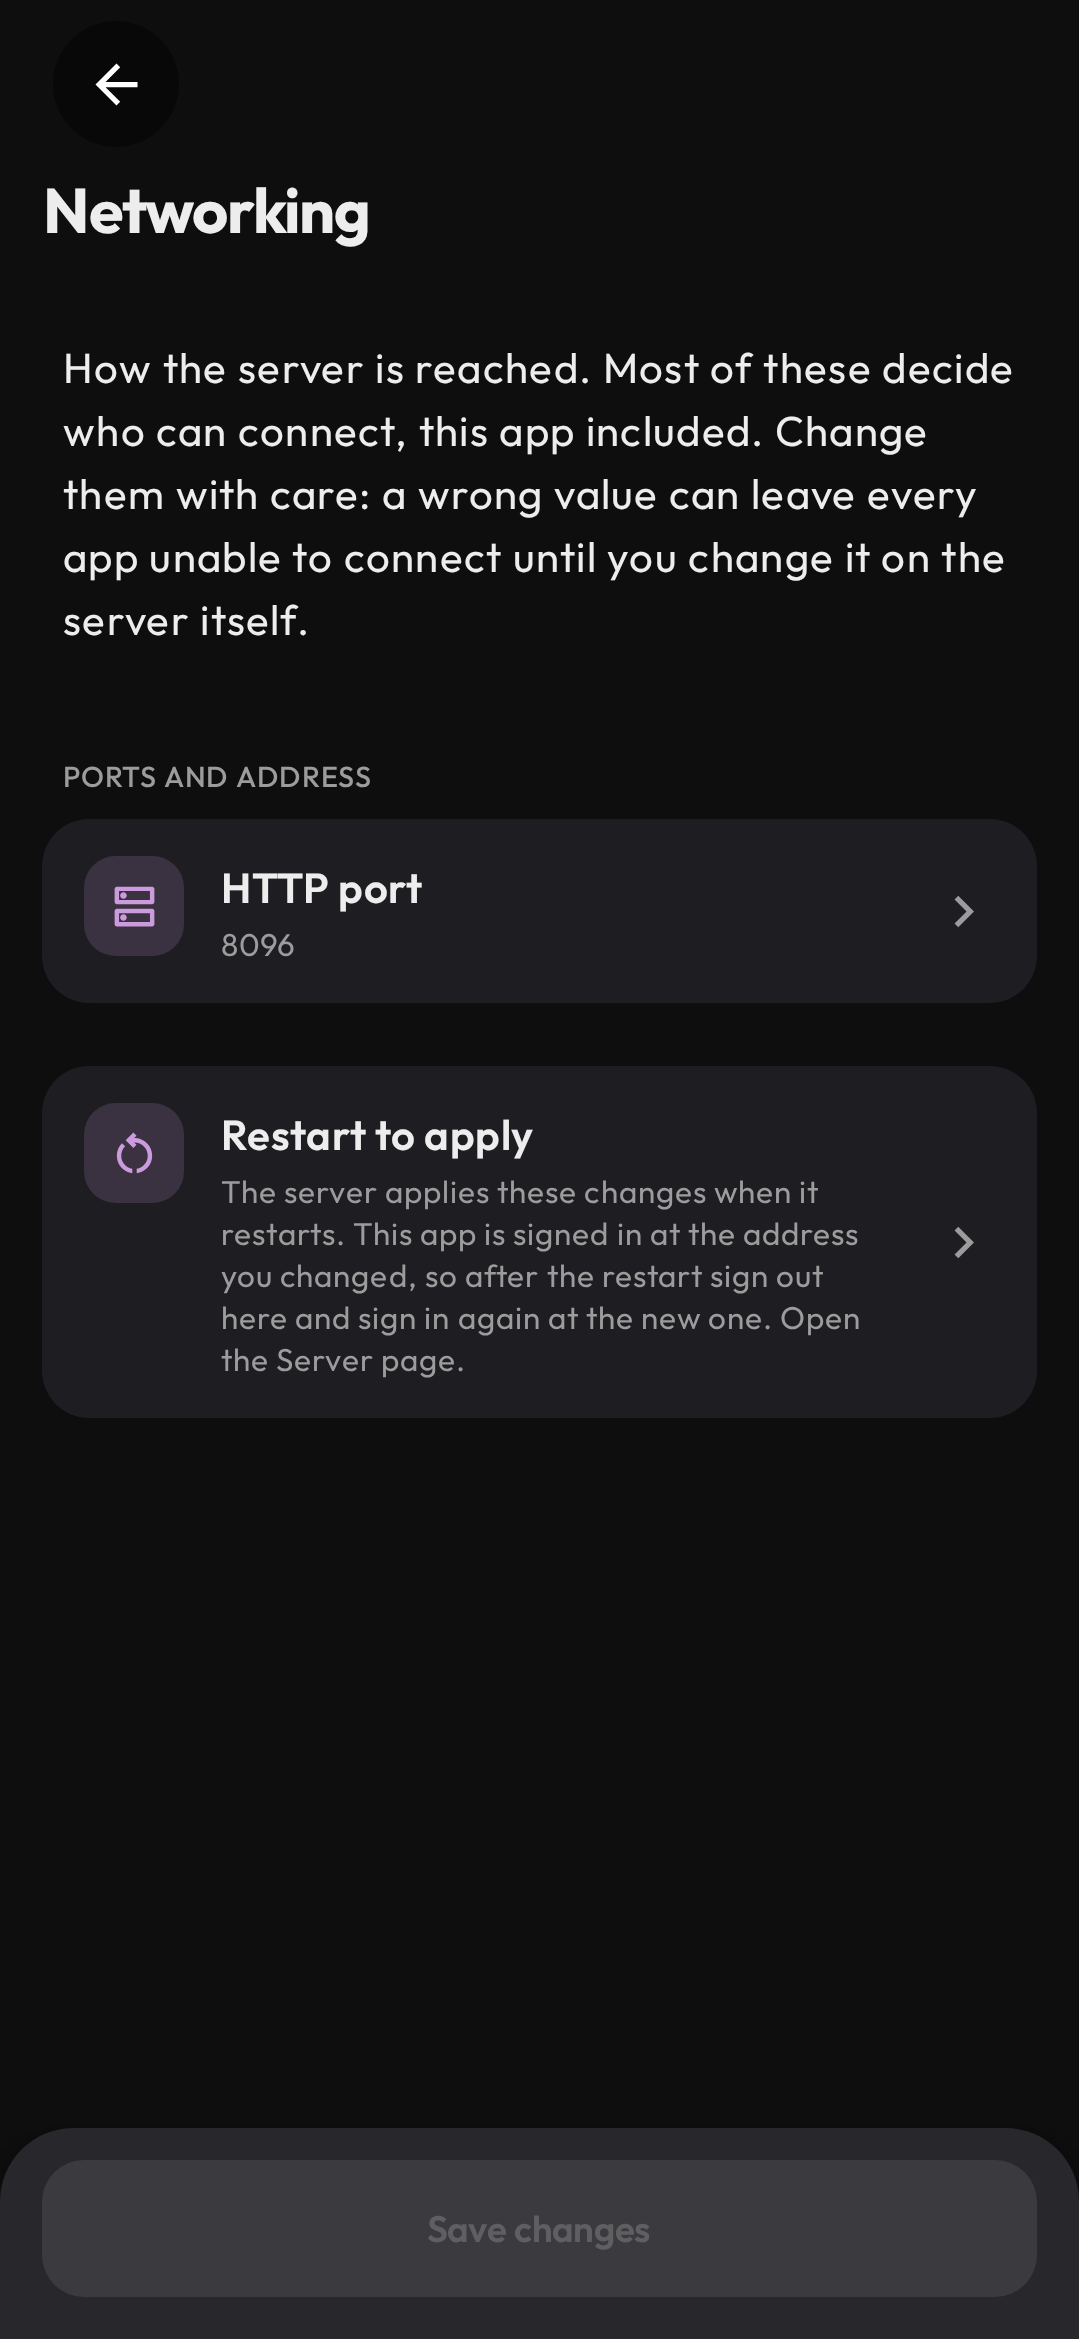 Networking
How the server is reached. Most of these decide
who can connect, this app included. Change
them with care: a wrong value can leave every
app unable to connect until you change it on the
server itself.
PORTS AND ADDRESS
HTTP port
8096
Restart to apply
The server applies these changes when it
restarts. This app is signed in at the address
you changed, so after the restart sign out
here and sign in again at the new one. Open
the Server page.
Save changes